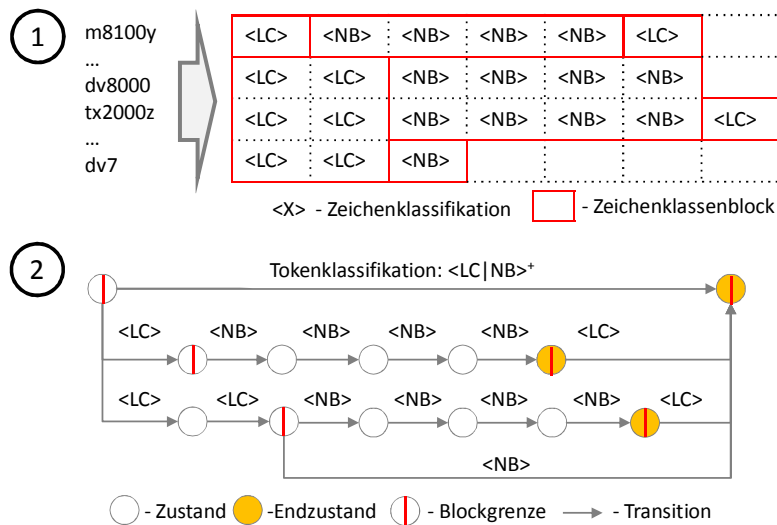 1
m8100y <LC> <NB> <NB> <NB> <NB> <LC>
...
dv8000 <LC> <LC> <NB> <NB> <NB> <NB>
tx2000z <LC> <LC> <NB> <NB> <NB> <NB> <LC>
...
dv7 <LC> <LC> <NB>
<X> - Zeichenklassifikation - Zeichenklassenblock
2
Tokenklassifikation: <LC|NB>+
<LC> <NB> <NB> <NB> <NB> <LC>
<LC> <LC> <NB> <NB> <NB> <NB> <LC>
<NB>
- Zustand -Endzustand - Blockgrenze - Transition